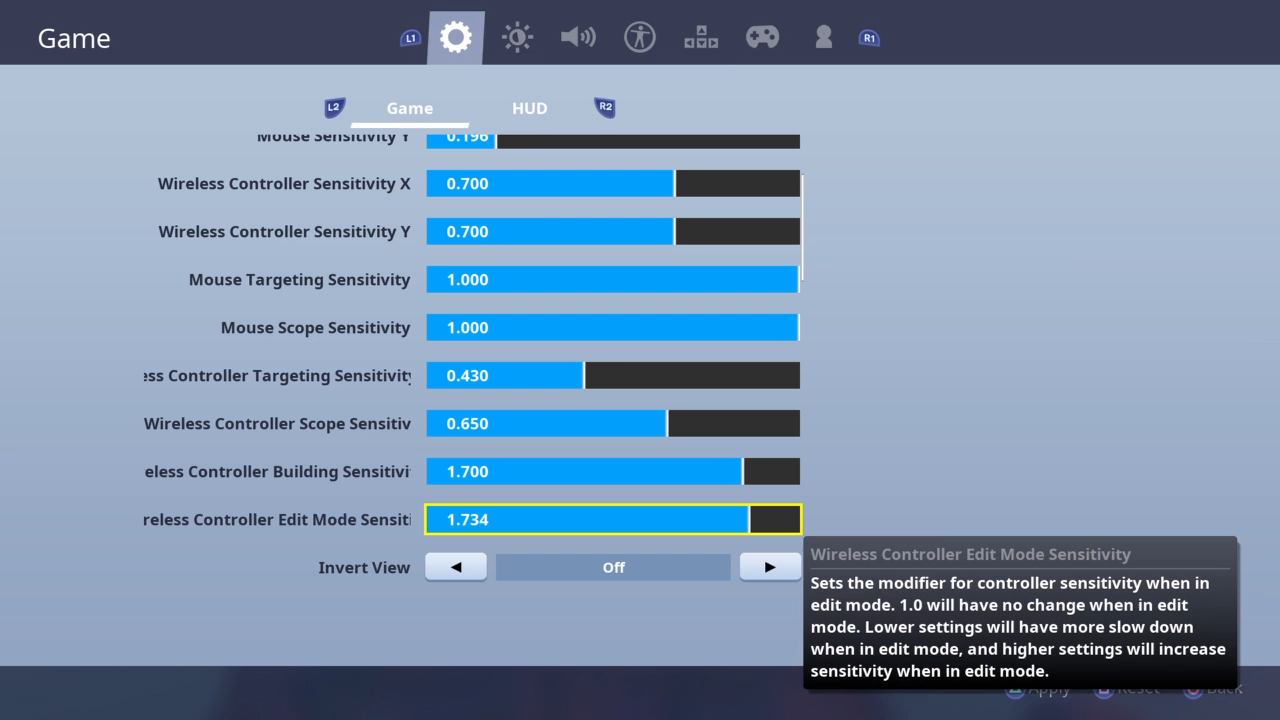 Game
L1
R1
L2
Game
HUD
R2
Mouse Sensitivity Y
0.196
Wireless Controller Sensitivity X
0.700
Wireless Controller Sensitivity Y
0.700
Mouse Targeting Sensitivity
1.000
Mouse Scope Sensitivity
1.000
ess Controller Targeting Sensitivity
0.430
Wireless Controller Scope Sensitiv
0.650
eless Controller Building Sensitivi
1.700
reless Controller Edit Mode Sensiti
1.734
Invert View
Off
Wireless Controller Edit Mode Sensitivity
Sets the modifier for controller sensitivity when in
edit mode. 1.0 will have no change when in edit
mode. Lower settings will have more slow down
when in edit mode, and higher settings will increase
sensitivity when in edit mode.
Apply
Reset
Back